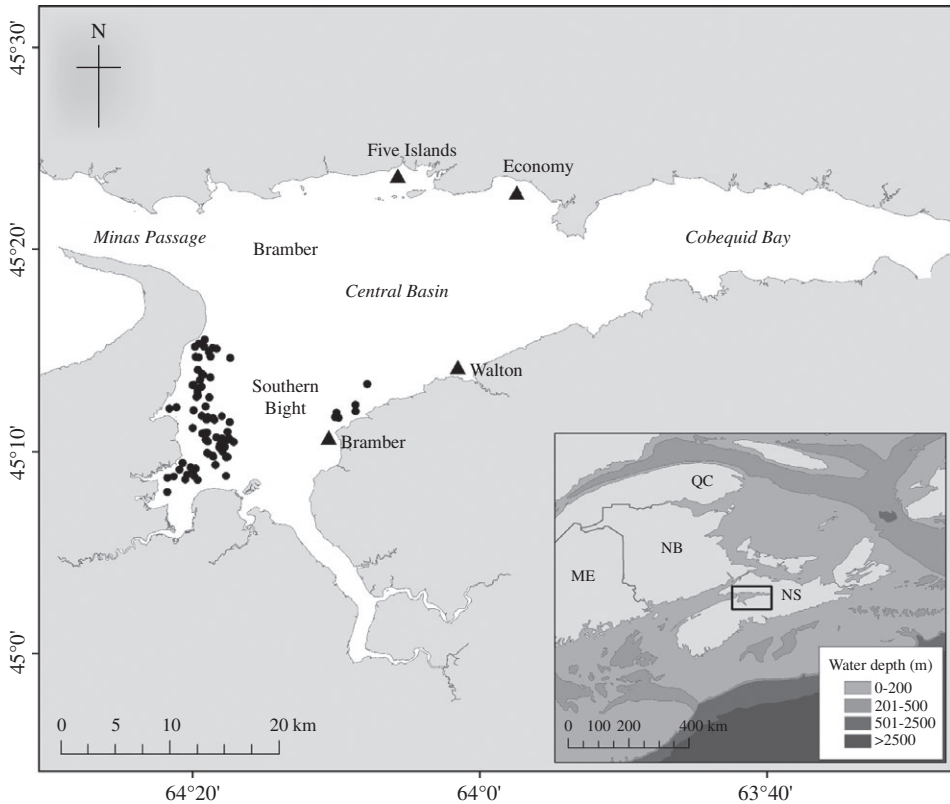 45°30'
N
Five Islands
Economy
Minas Passage
45°20'
Bramber
Cobequid Bay
Central Basin
Walton
Southern
Bight
Bramber
45°10'
QC
NB
ME
NS
45°0'
Water depth (m)
0-200
201-500
501-2500
>2500
0 5 10 20 km
0 100 200 400 km
64°20'
64°0'
63°40'